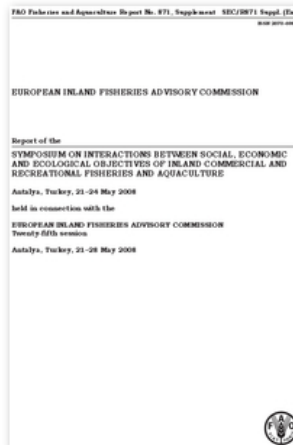 FAO Fisheries and Aquaculture Report No. 871, Supplement SEC/R871 Suppl. (En
EUROPEAN INLAND FISHERIES ADVISORY COMMISSION
Report of the
SYMPOSIUM ON INTERACTIONS BETWEEN SOCIAL, ECONOMIC
AND ECOLOGICAL OBJECTIVES OF INLAND COMMERCIAL AND
RECREATIONAL FISHERIES AND AQUACULTURE
Antalya, Turkey, 21–24 May 2008
held in connection with the
EUROPEAN INLAND FISHERIES ADVISORY COMMISSION
Twenty-fifth session
Antalya, Turkey, 21–28 May 2008
FAO